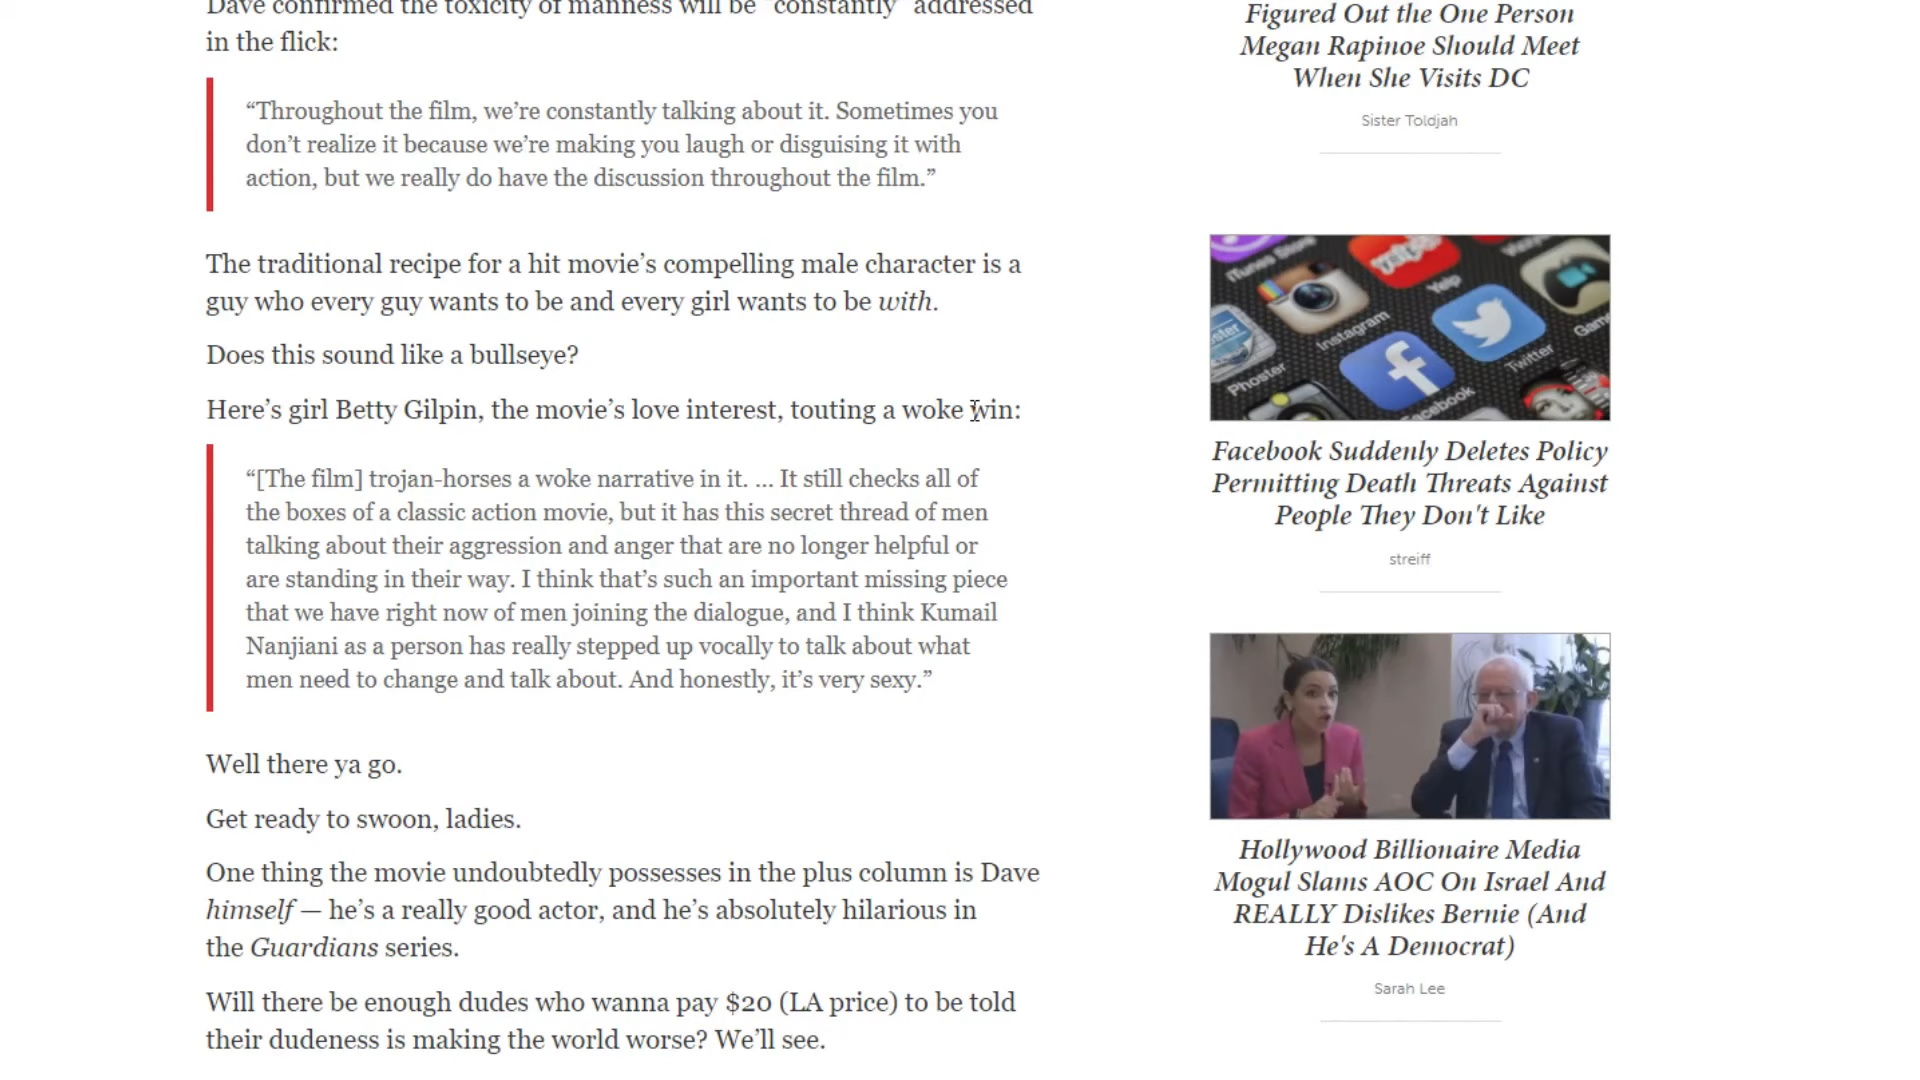 Dave confirmed the toxicity of manness will be “constantly” addressed
in the flick:
“Throughout the film, we’re constantly talking about it. Sometimes you
don’t realize it because we’re making you laugh or disguising it with
action, but we really do have the discussion throughout the film.”
The traditional recipe for a hit movie’s compelling male character is a
guy who every guy wants to be and every girl wants to be with.
Does this sound like a bullseye?
Here’s girl Betty Gilpin, the movie’s love interest, touting a woke win:
“[The film] trojan-horses a woke narrative in it. … It still checks all of
the boxes of a classic action movie, but it has this secret thread of men
talking about their aggression and anger that are no longer helpful or
are standing in their way. I think that’s such an important missing piece
that we have right now of men joining the dialogue, and I think Kumail
Nanjiani as a person has really stepped up vocally to talk about what
men need to change and talk about. And honestly, it’s very sexy.”
Well there ya go.
Get ready to swoon, ladies.
One thing the movie undoubtedly possesses in the plus column is Dave
himself — he’s a really good actor, and he’s absolutely hilarious in
the Guardians series.
Will there be enough dudes who wanna pay $20 (LA price) to be told
their dudeness is making the world worse? We’ll see.
Figured Out the One Person
Megan Rapinoe Should Meet
When She Visits DC
Sister Toldjah
iTunes Store
Yelp
yelp
Instagram
Phoster
Facebook
Twitter
Facebook Suddenly Deletes Policy
Permitting Death Threats Against
People They Don't Like
streiff
Hollywood Billionaire Media
Mogul Slams AOC On Israel And
REALLY Dislikes Bernie (And
He's A Democrat)
Sarah Lee